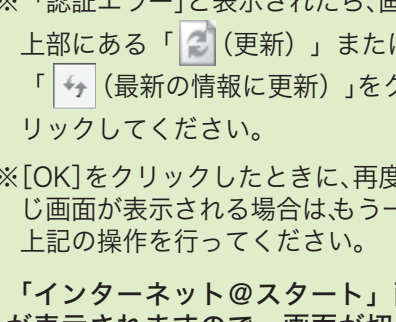 ※「認証エラー」と表示されたら、画
上部にある「(更新)」または
「(最新の情報に更新)」をク
リックしてください。
※[OK]をクリックしたときに、再度
じ画面が表示される場合は、もう一
上記の操作を行ってください。
「インターネット@スタート」
が表示されますので、画面が切